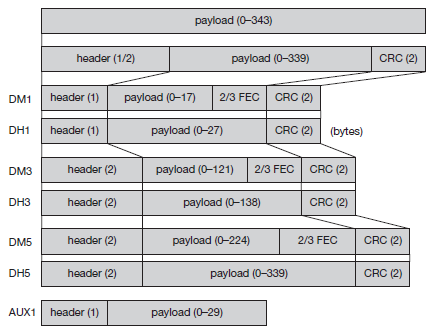 payload (0–343)
header (1/2) payload (0–339) CRC (2)
DM1 header (1) payload (0–17) 2/3 FEC CRC (2)
DH1 header (1) payload (0–27) CRC (2) (bytes)
DM3 header (2) payload (0–121) 2/3 FEC CRC (2)
DH3 header (2) payload (0–138) CRC (2)
DM5 header (2) payload (0–224) 2/3 FEC CRC (2)
DH5 header (2) payload (0–339) CRC (2)
AUX1 header (1) payload (0–29)